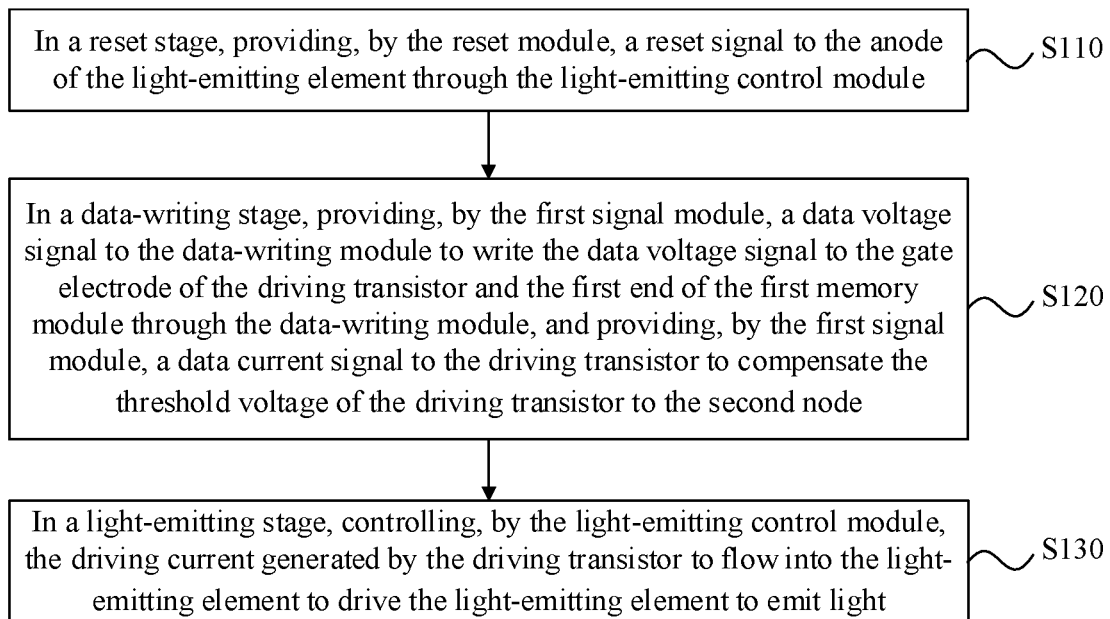 In a reset stage, providing, by the reset module, a reset signal to the anode
of the light-emitting element through the light-emitting control module
S110
In a data-writing stage, providing, by the first signal module, a data voltage
signal to the data-writing module to write the data voltage signal to the gate
electrode of the driving transistor and the first end of the first memory
module through the data-writing module, and providing, by the first signal
module, a data current signal to the driving transistor to compensate the
threshold voltage of the driving transistor to the second node
S120
In a light-emitting stage, controlling, by the light-emitting control module,
the driving current generated by the driving transistor to flow into the light-
emitting element to drive the light-emitting element to emit light
S130